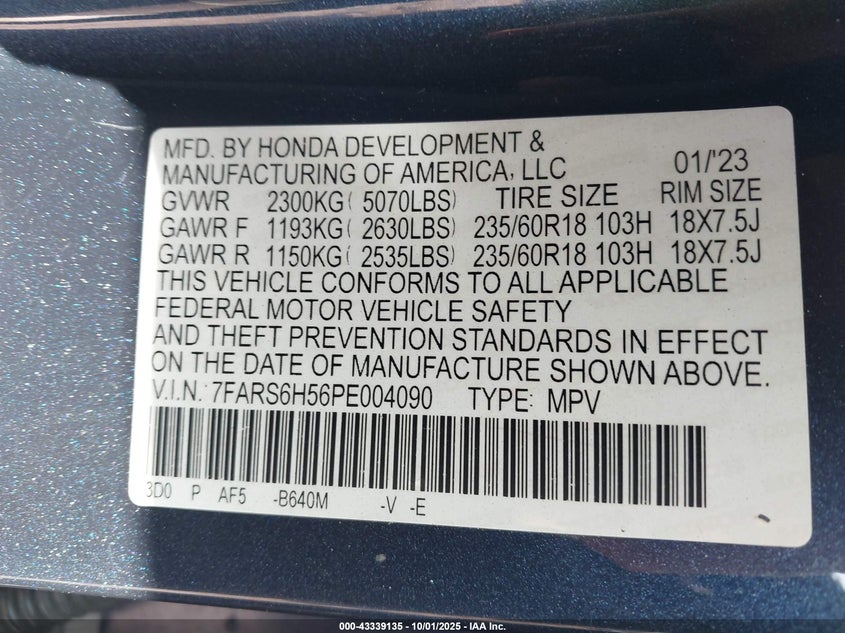 MFD. BY HONDA DEVELOPMENT &
MANUFACTURING OF AMERICA, LLC 01/'23
GVWR 2300KG( 5070LBS) TIRE SIZE RIM SIZE
GAWR F 1193KG( 2630LBS) 235/60R18 103H 18X7.5J
GAWR R 1150KG( 2535LBS) 235/60R18 103H 18X7.5J
THIS VEHICLE CONFORMS TO ALL APPLICABLE
FEDERAL MOTOR VEHICLE SAFETY
AND THEFT PREVENTION STANDARDS IN EFFECT
ON THE DATE OF MANUFACTURE SHOWN ABOVE.
V.I.N.: 7FARS6H56PE004090 TYPE: MPV
3D0 P AF5 -B640M -V -E
000-43339135 - 10/01/2025 - IAA Inc.